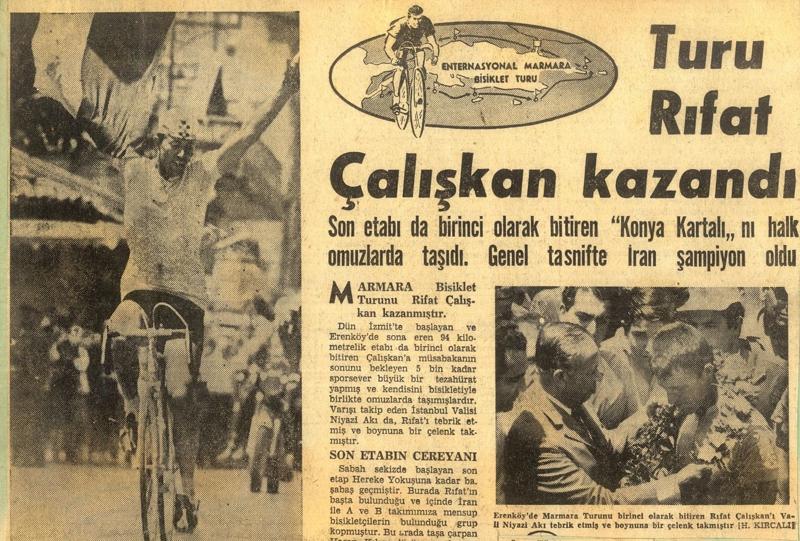 ENTERNASYONAL MARMARA
BİSİKLET TURU
Turu
Rıfat
Çalışkan kazandı
Son etabı da birinci olarak bitiren “Konya Kartalı„ nı halk
omuzlarda taşıdı. Genel tasnifte İran şampiyon oldu
MARMARA Bisiklet
Turunu Rifat Çalış-
kan kazanmıştır.
Dün İzmit'te başlayan ve
Erenköy'de sona eren 94 kilo-
metrelik etabı da birinci olarak
bitiren Çalışkan'a müsabakanın
sonunu bekleyen 5 bin kadar
sporsever büyük bir tezahürat
yapmış ve kendisini bisikletiyle
birlikte omuzlarda taşımışlardır.
Varışı takip eden İstanbul Valisi
Niyazi Akı da, Rıfat'ı tebrik et-
miş ve boynuna bir çelenk tak-
mıştır.
SON ETABIN CEREYANI
Sabah sekizde başlayan son
etap Hereke Yokuşuna kadar ba-
şabaş geçmiştir. Burada Rıfat'ın
başta bulunduğu ve içinde İran
ile A ve B takımımıza mensup
bisikletçilerin bulunduğu grup
kopmuştur. Bu arada taşa çarpan
Erenköy'de Marmara Turunu birinci olarak bitiren Rifat Çalışkan'ı Va-
li Niyazi Akı tebrik etmiş ve boynuna bir çelenk takmıştır [H. KIRCALI]